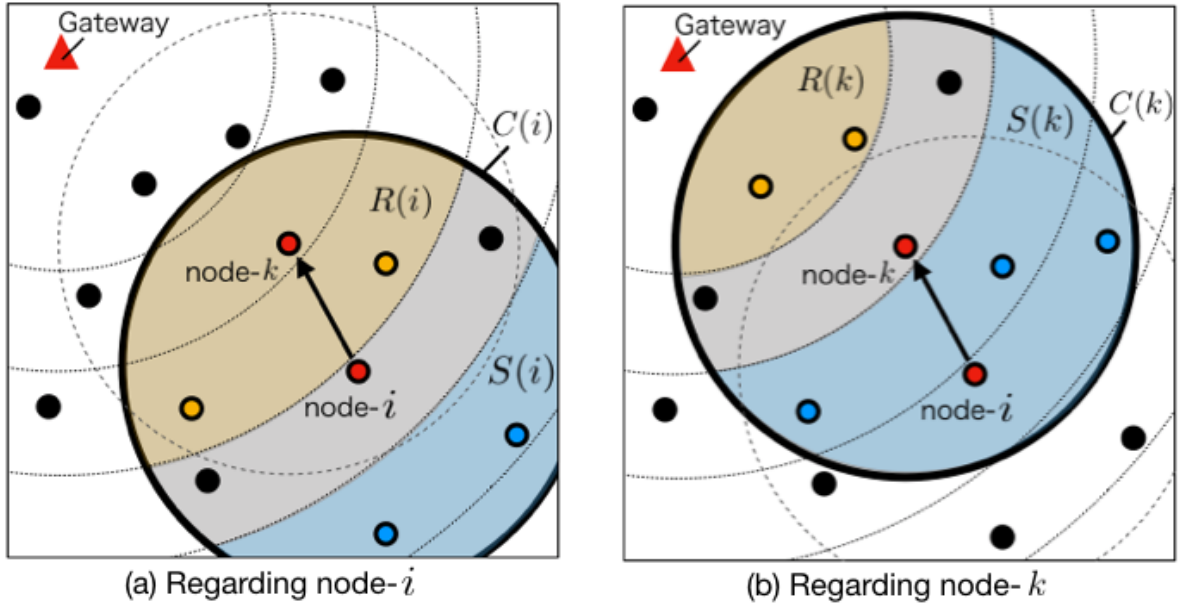 Gateway
C(i)
R(i)
node-k
S(i)
node-i
(a) Regarding node-i
Gateway
R(k)
C(k)
S(k)
node-k
node-i
(b) Regarding node-k